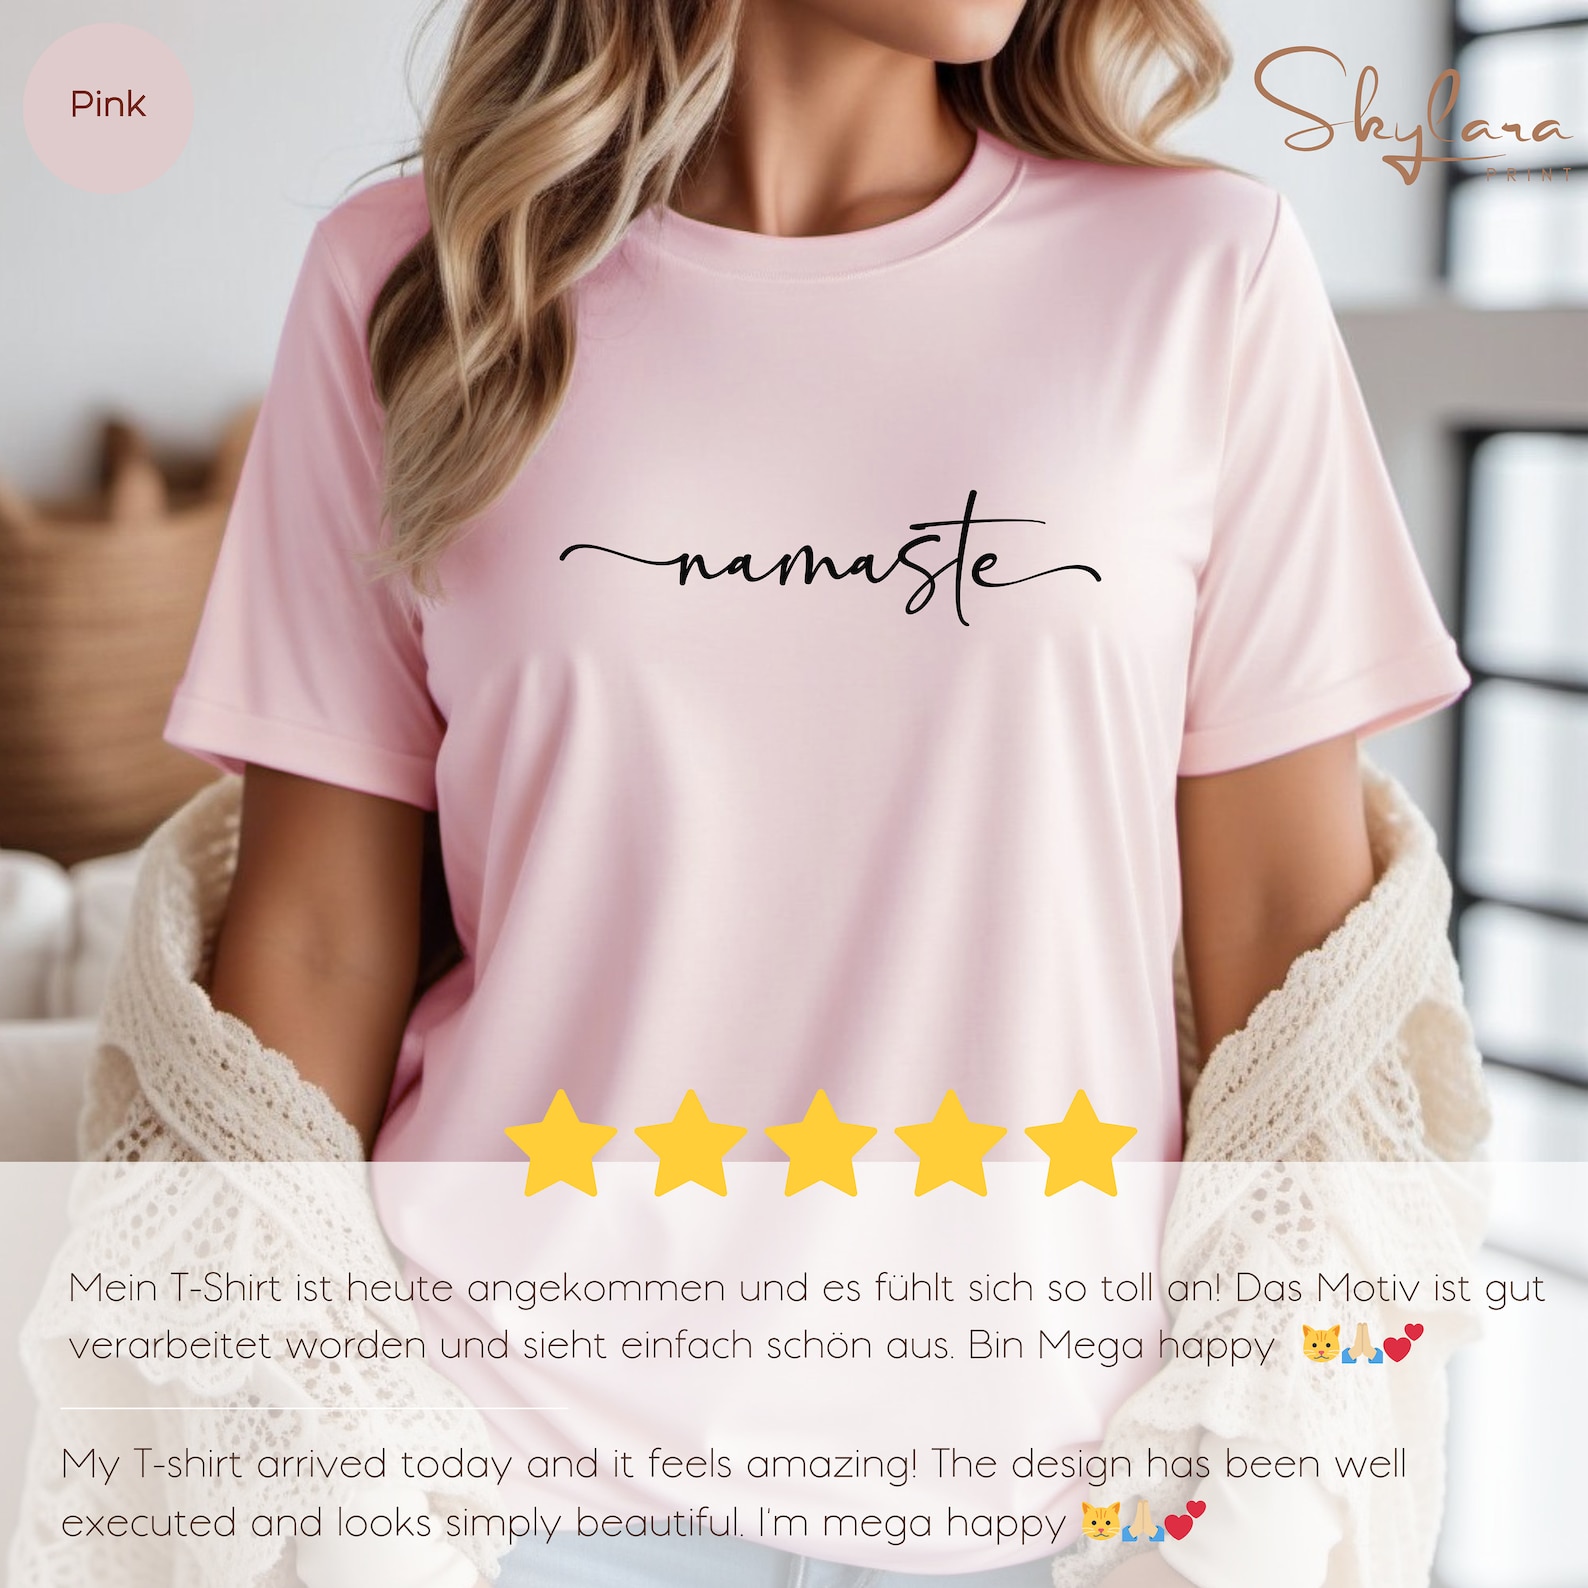 Pink
Skylara
PRINT
namaste
Mein T-Shirt ist heute angekommen und es fühlt sich so toll an! Das Motiv ist gut
verarbeitet worden und sieht einfach schön aus. Bin Mega happy 🐱🙏🏼💕
My T-shirt arrived today and it feels amazing! The design has been well
executed and looks simply beautiful. I'm mega happy 🐱🙏🏼💕